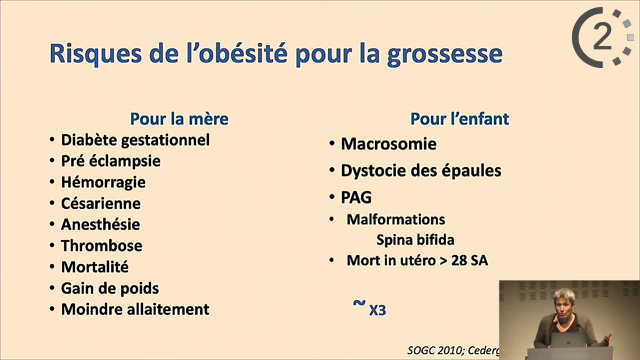 2
Risques de l'obésité pour la grossesse
Pour la mère
• Diabète gestationnel
• Pré éclampsie
• Hémorragie
• Césarienne
• Anesthésie
• Thrombose
• Mortalité
• Gain de poids
• Moindre allaitement
Pour l'enfant
• Macrosomie
• Dystocie des épaules
• PAG
• Malformations
Spina bifida
• Mort in utéro > 28 SA
~ X3
SOGC 2010;